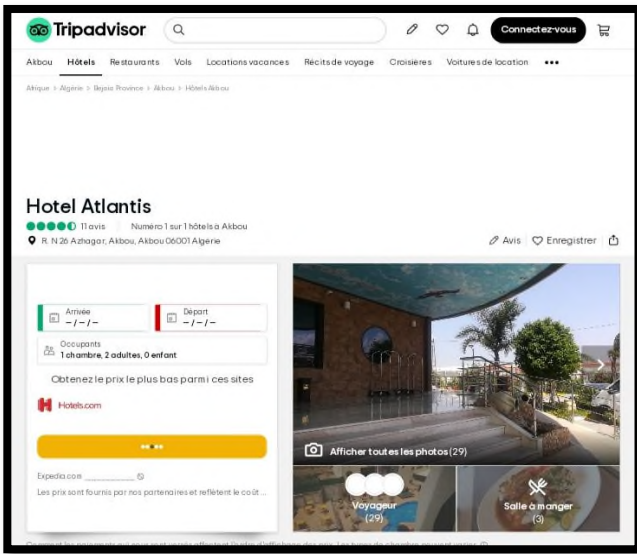 Tripadvisor
Connectez-vous
Akbou Hôtels Restaurants Vols Locations vacances Récits de voyage Croisières Voitures de location •••
Afrique > Algérie > Bejaia Province > Akbou > Hôtels Akbou
Hotel Atlantis
11 avis Numéro 1 sur 1 hôtels à Akbou
R. N 26 Azhagar, Akbou, Akbou 06001 Algérie
Avis Enregistrer
Arrivée Départ
-/-/- -/-/-
Occupants
1 chambre, 2 adultes, 0 enfant
Obtenez le prix le plus bas parmi ces sites
H Hotels.com
Afficher toutes les photos (29)
Expedia.com
Les prix sont fournis par nos partenaires et reflètent le coût ...
Voyageur
(29)
Salle à manger
(3)